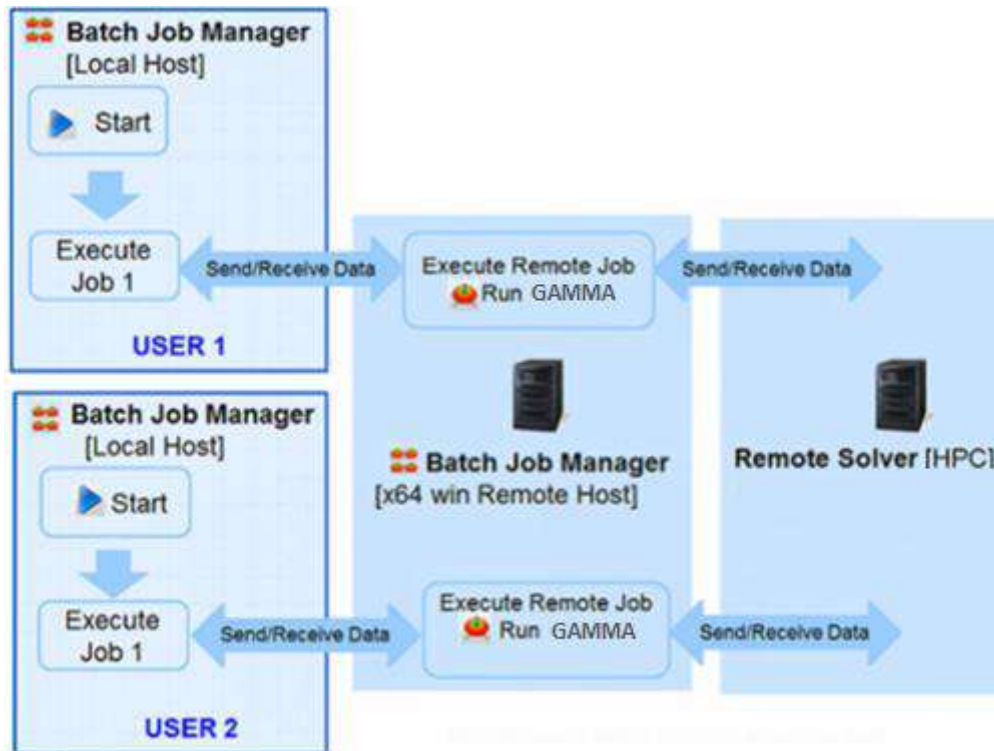 Batch Job Manager
[Local Host]
Start
Execute
Job 1
USER 1
Send/Receive Data
Execute Remote Job
Run GAMMA
Send/Receive Data
Batch Job Manager
[x64 win Remote Host]
Remote Solver [HPC]
Batch Job Manager
[Local Host]
Start
Execute
Job 1
USER 2
Send/Receive Data
Execute Remote Job
Run GAMMA
Send/Receive Data